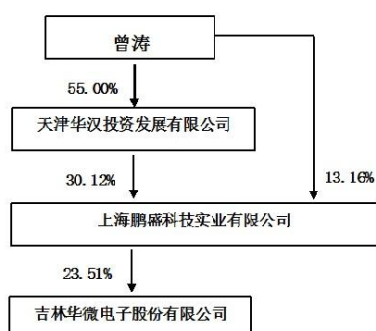 曾涛
55.00%
天津华汉投资发展有限公司
30.12%
13.16%
上海鹏盛科技实业有限公司
23.51%
吉林华微电子股份有限公司